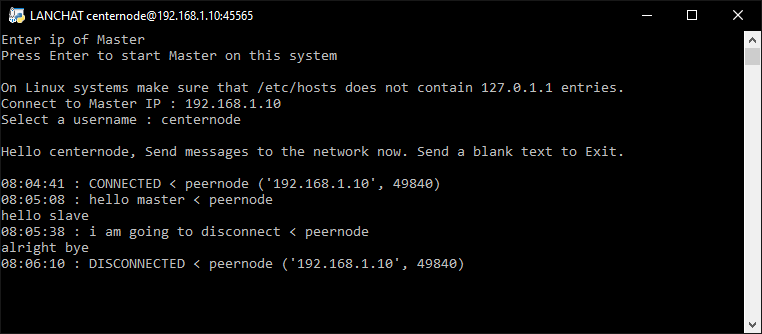 LANCHAT centernode@192.168.1.10:45565
Enter ip of Master
Press Enter to start Master on this system
On Linux systems make sure that /etc/hosts does not contain 127.0.1.1 entries.
Connect to Master IP : 192.168.1.10
Select a username : centernode
Hello centernode, Send messages to the network now. Send a blank text to Exit.
08:04:41 : CONNECTED < peernode ('192.168.1.10', 49840)
08:05:08 : hello master < peernode
hello slave
08:05:38 : i am going to disconnect < peernode
alright bye
08:06:10 : DISCONNECTED < peernode ('192.168.1.10', 49840)